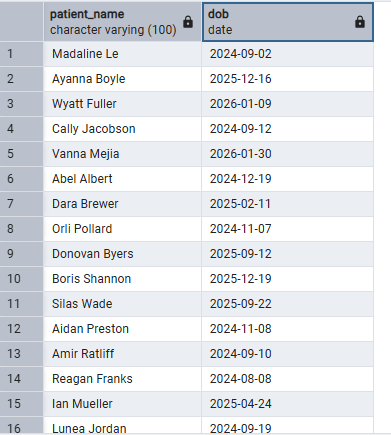 patient_name dob
character varying (100) date
1 Madaline Le 2024-09-02
2 Ayanna Boyle 2025-12-16
3 Wyatt Fuller 2026-01-09
4 Cally Jacobson 2024-09-12
5 Vanna Mejia 2026-01-30
6 Abel Albert 2024-12-19
7 Dara Brewer 2025-02-11
8 Orli Pollard 2024-11-07
9 Donovan Byers 2025-09-12
10 Boris Shannon 2025-12-19
11 Silas Wade 2025-09-22
12 Aidan Preston 2024-11-08
13 Amir Ratliff 2024-09-10
14 Reagan Franks 2024-08-08
15 Ian Mueller 2025-04-24
16 Lunea Jordan 2024-09-19